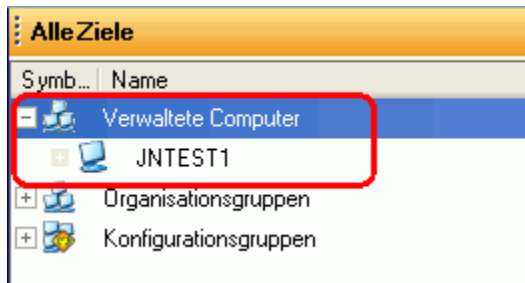 Alle Ziele
Symb... Name
Verwaltete Computer
JNTEST1
Organisationsgruppen
Konfigurationsgruppen